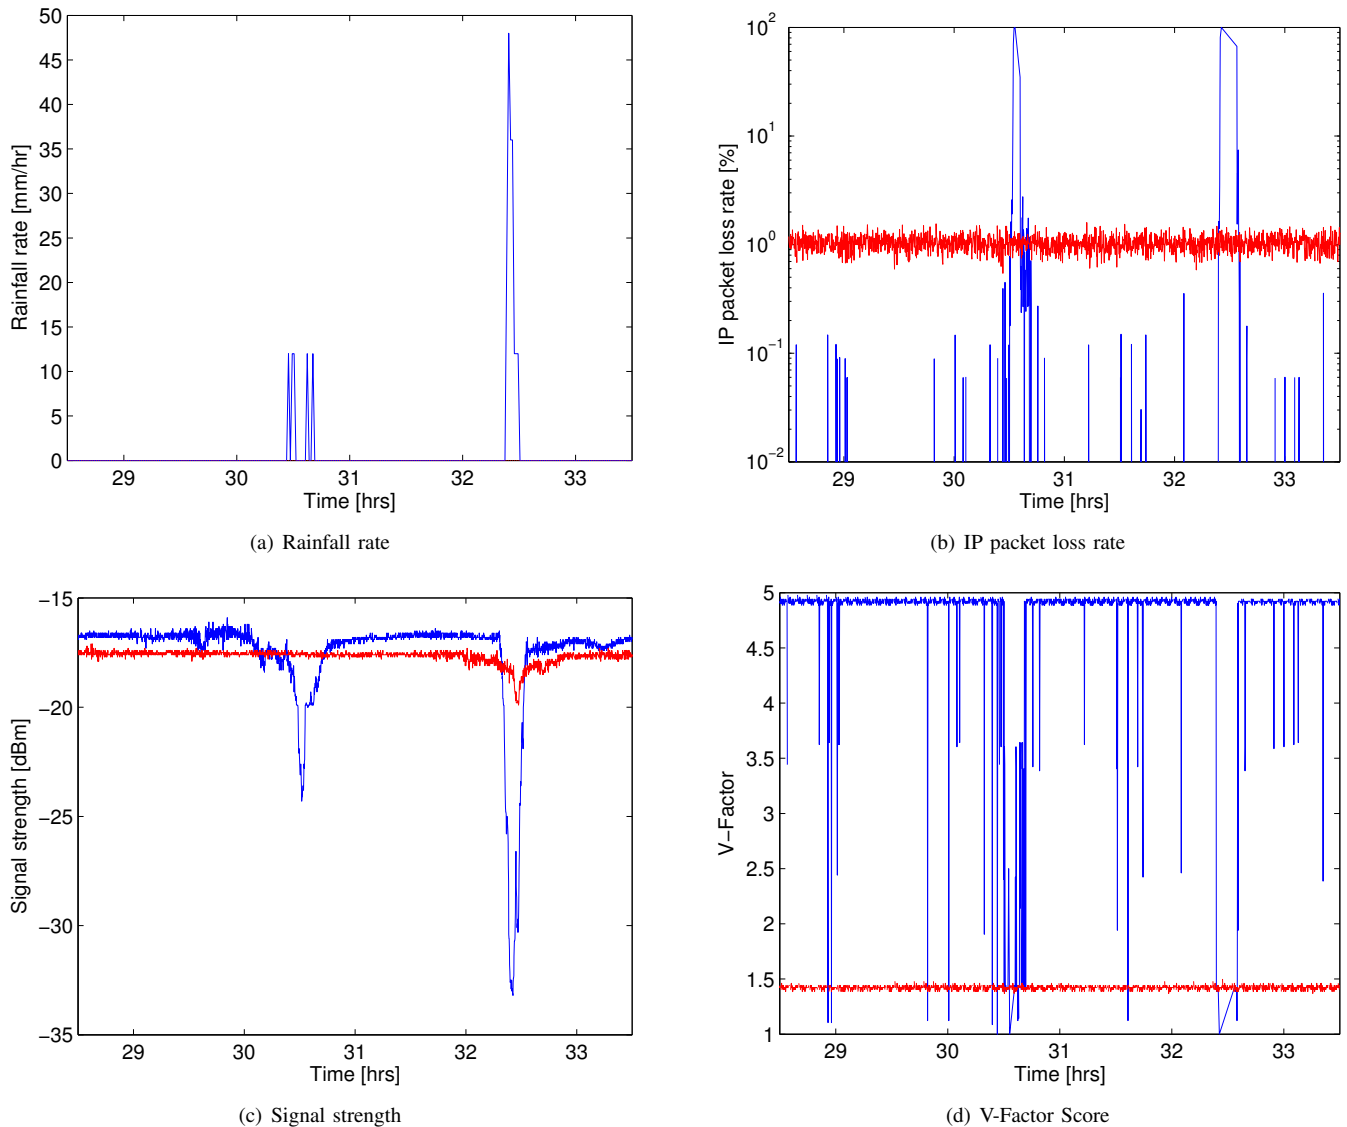 50
45
40
35
30
25
20
15
10
5
0
Rainfall rate [mm/hr]
29 30 31 32 33
Time [hrs]
(a) Rainfall rate
10^2
10^1
10^0
10^-1
10^-2
IP packet loss rate [%]
29 30 31 32 33
Time [hrs]
(b) IP packet loss rate
−15
−20
−25
−30
−35
Signal strength [dBm]
29 30 31 32 33
Time [hrs]
(c) Signal strength
5
4.5
4
3.5
3
2.5
2
1.5
1
V−Factor
29 30 31 32 33
Time [hrs]
(d) V-Factor Score